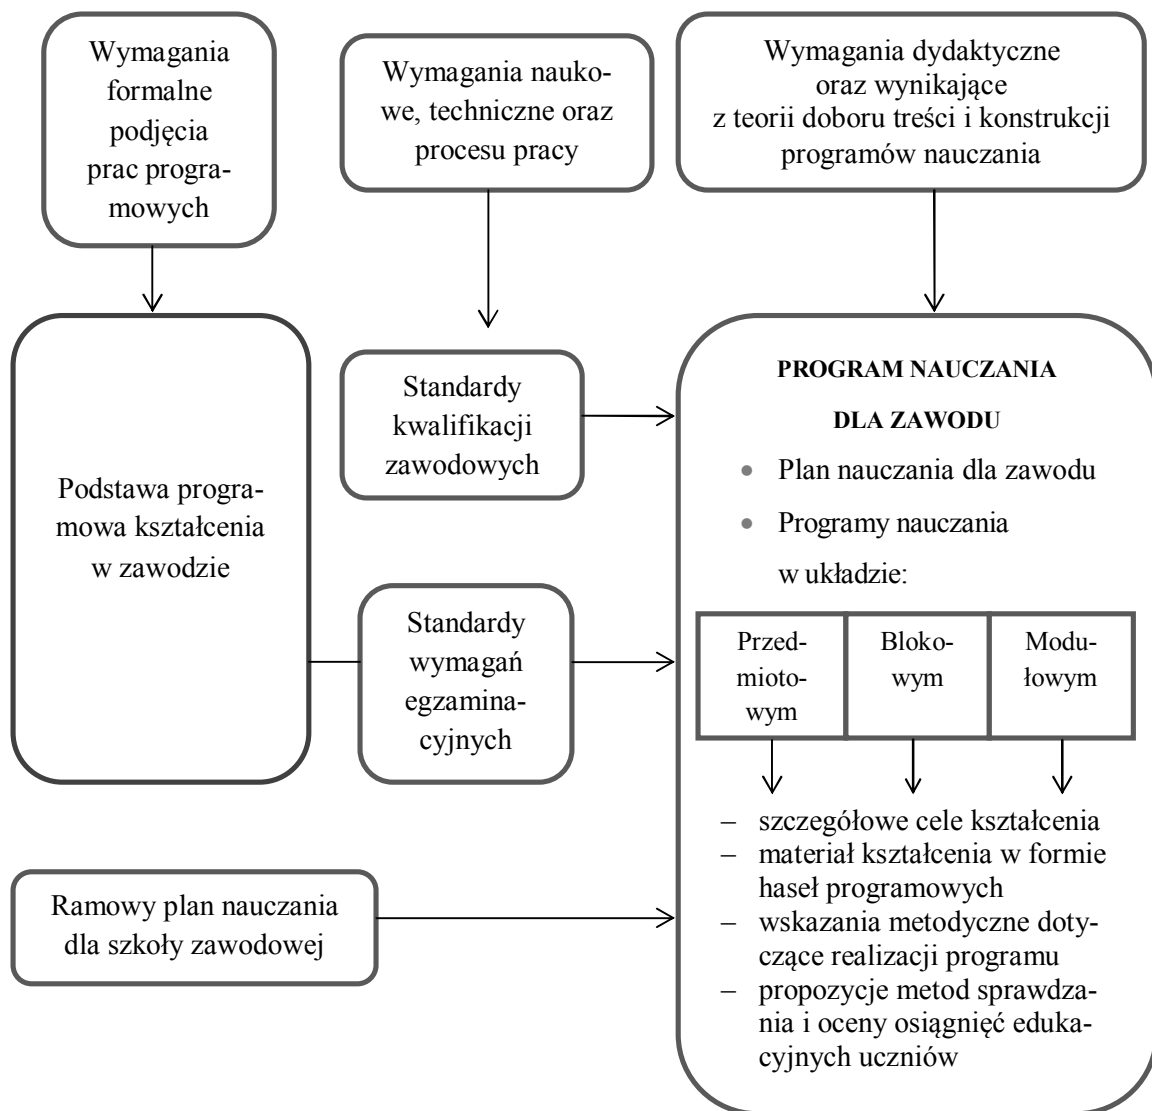 Wymagania
formalne
podjęcia
prac progra-
mowych
Wymagania nauko-
we, techniczne oraz
procesu pracy
Wymagania dydaktyczne
oraz wynikające
z teorii doboru treści i konstrukcji
programów nauczania
Podstawa progra-
mowa kształcenia
w zawodzie
Standardy
kwalifikacji
zawodowych
Standardy
wymagań
egzamina-
cyjnych
Ramowy plan nauczania
dla szkoły zawodowej
PROGRAM NAUCZANIA
DLA ZAWODU
• Plan nauczania dla zawodu
• Programy nauczania
w układzie:
Przed-
mioto-
wym
Bloko-
wym
Modu-
łowym
– szczegółowe cele kształcenia
– materiał kształcenia w formie
haseł programowych
– wskazania metodyczne doty-
czące realizacji programu
– propozycje metod sprawdza-
nia i oceny osiągnięć eduka-
cyjnych uczniów